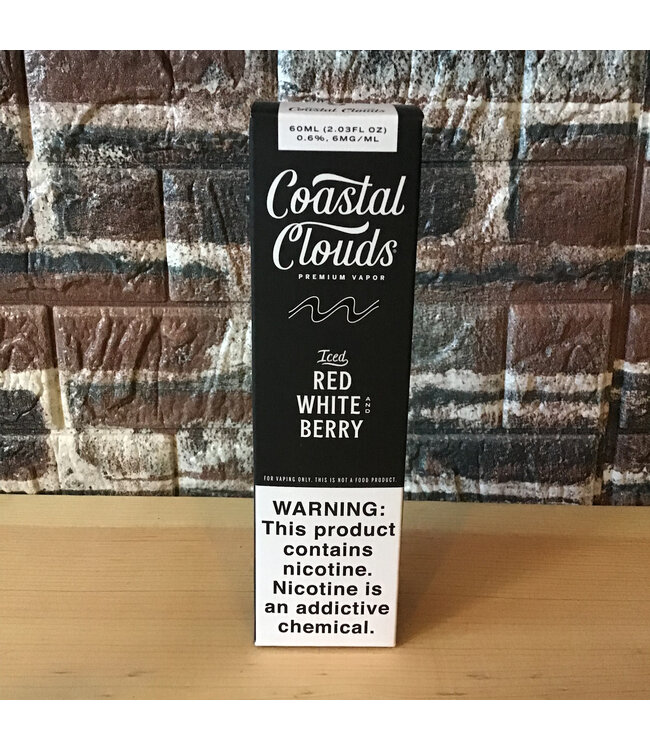 Coastal Clouds
60ML (2.03FL OZ)
0.6%, 6MG/ML
Coastal
Clouds®
PREMIUM VAPOR
Iced
RED
WHITE AND
BERRY
FOR VAPING ONLY. THIS IS NOT A FOOD PRODUCT.
WARNING:
This product
contains
nicotine.
Nicotine is
an addictive
chemical.